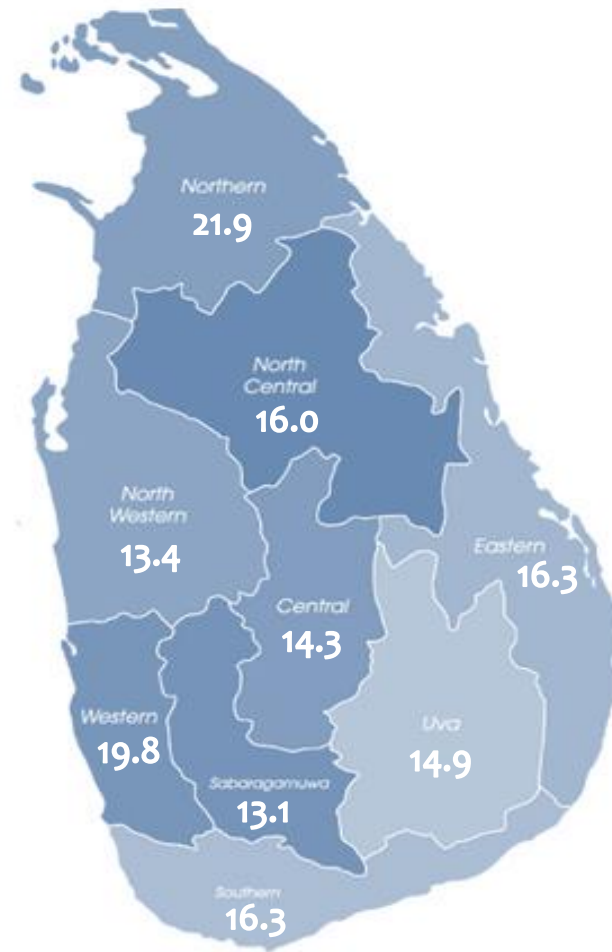 Northern
21.9
North
Central
16.0
North
Western
13.4
Eastern
16.3
Central
14.3
Western
19.8
Uva
14.9
Sabaragamuwa
13.1
Southern
16.3